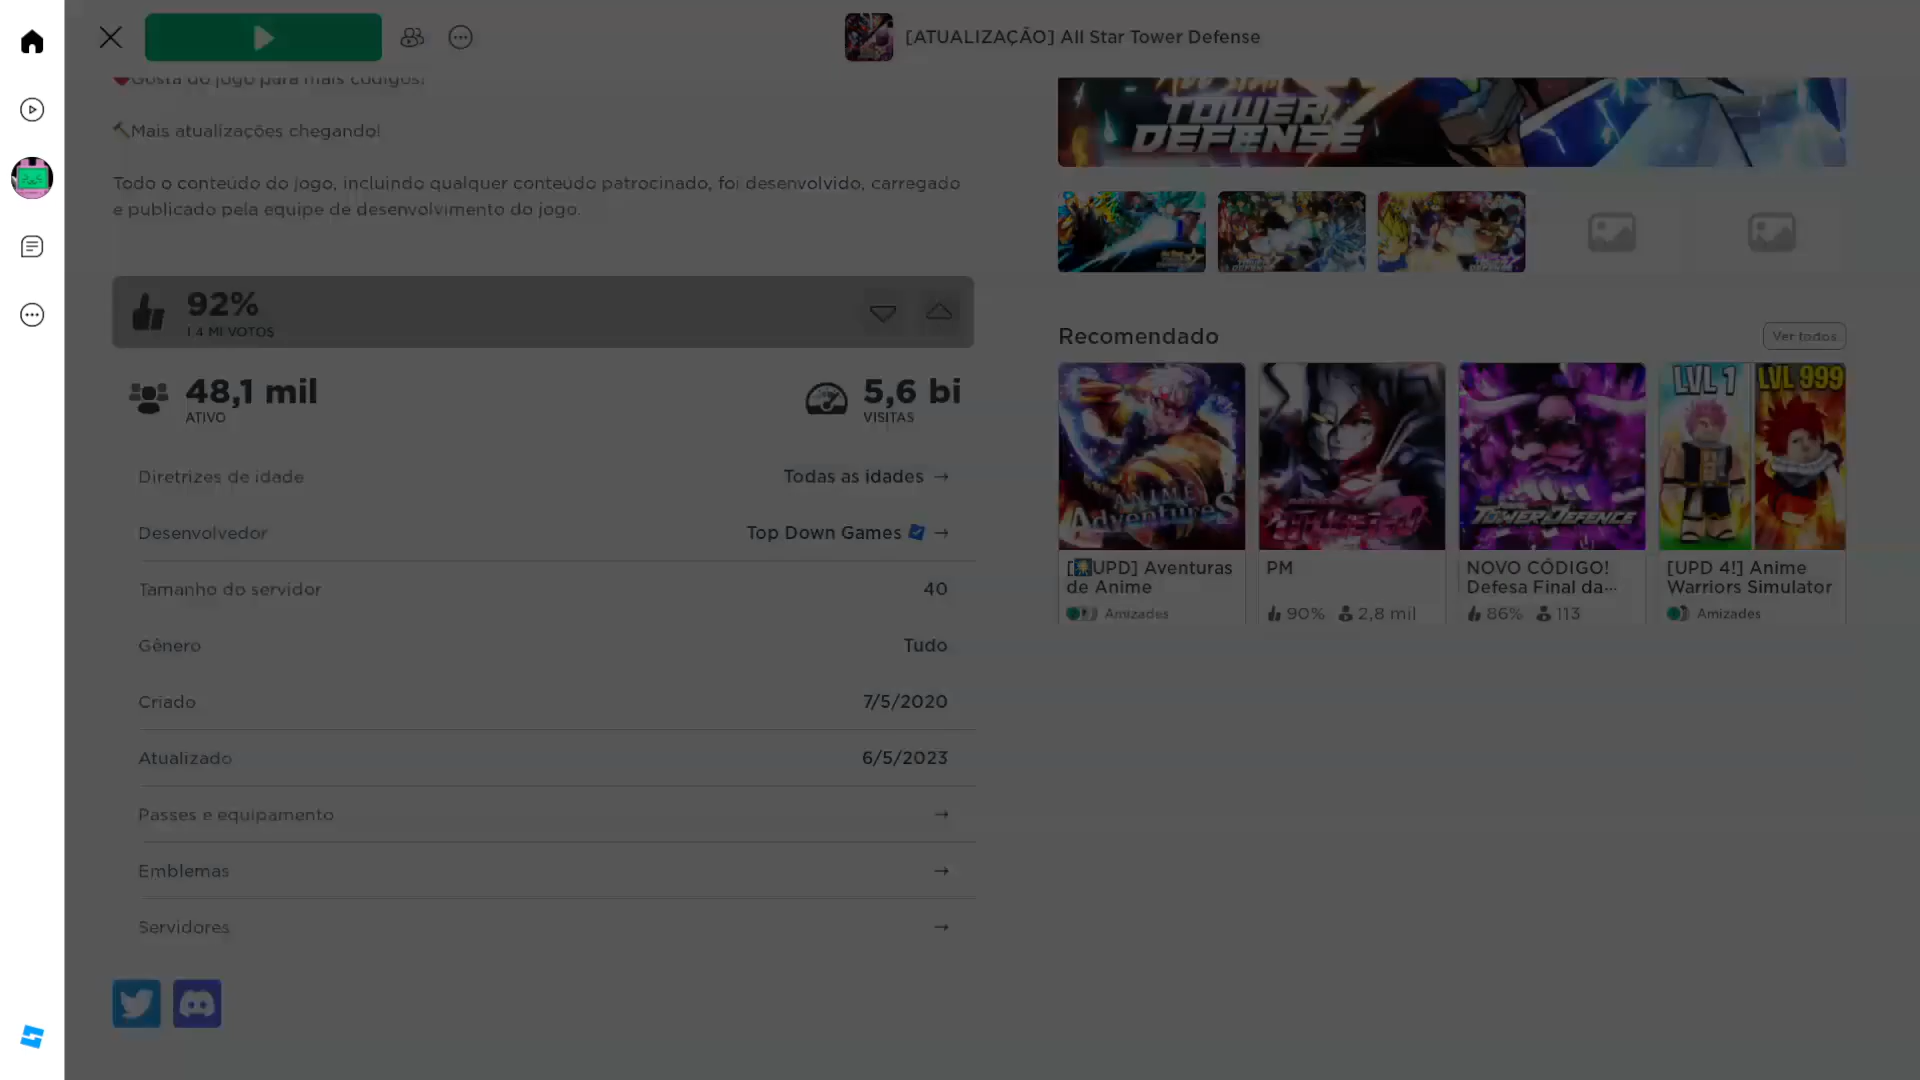 [ATUALIZAÇÃO] All Star Tower Defense
Gosta do jogo para mais códigos!
Mais atualizações chegando!
Todo o conteúdo do jogo, incluindo qualquer conteúdo patrocinado, foi desenvolvido, carregado
e publicado pela equipe de desenvolvimento do jogo.
92%
1,4 MI VOTOS
48,1 mil
ATIVO
5,6 bi
VISITAS
Diretrizes de idade
Todas as idades →
Desenvolvedor
Top Down Games →
Tamanho do servidor
40
Gênero
Tudo
Criado
7/5/2020
Atualizado
6/5/2023
Passes e equipamento
→
Emblemas
→
Servidores
→
TOWER
DEFENSE
Recomendado
Ver todos
ANIME
AdventureS
TOWER DEFENCE
LVL 1
LVL 999
[UPD] Aventuras
de Anime
Amizades
PM
90% 2,8 mil
NOVO CÓDIGO!
Defesa Final da...
86% 113
[UPD 4!] Anime
Warriors Simulator
Amizades